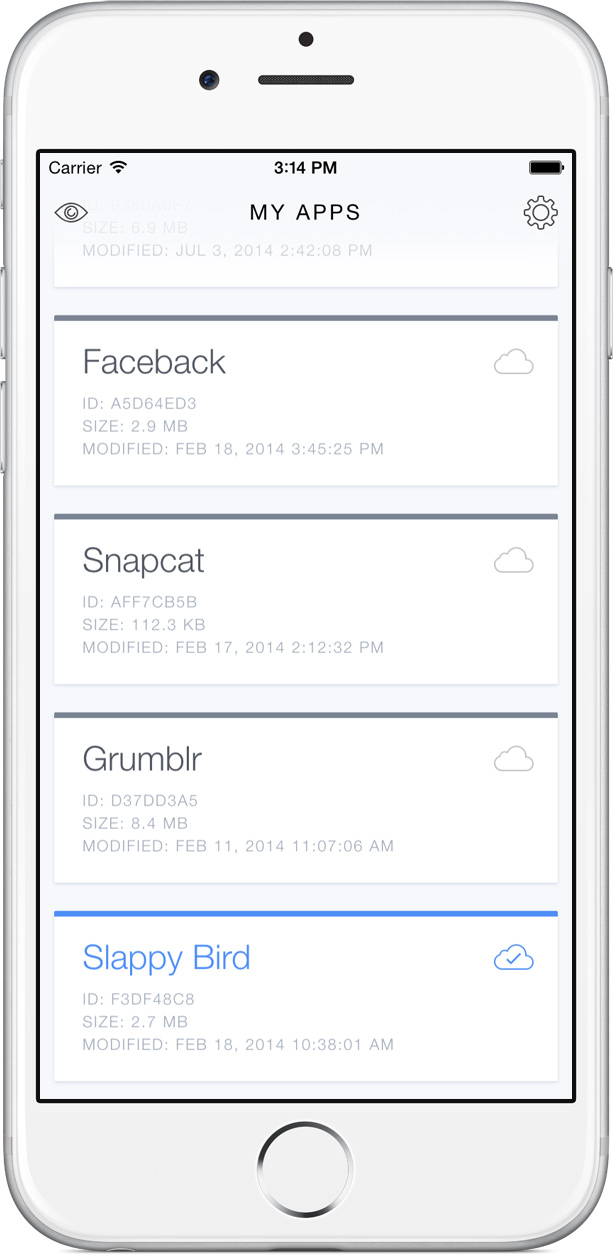 Carrier 3:14 PM
MY APPS
SIZE: 6.9 MB
MODIFIED: JUL 3, 2014 2:42:08 PM
Faceback
ID: A5D64ED3
SIZE: 2.9 MB
MODIFIED: FEB 18, 2014 3:45:25 PM
Snapcat
ID: AFF7CB5B
SIZE: 112.3 KB
MODIFIED: FEB 17, 2014 2:12:32 PM
Grumblr
ID: D37DD3A5
SIZE: 8.4 MB
MODIFIED: FEB 11, 2014 11:07:06 AM
Slappy Bird
ID: F3DF48C8
SIZE: 2.7 MB
MODIFIED: FEB 18, 2014 10:38:01 AM